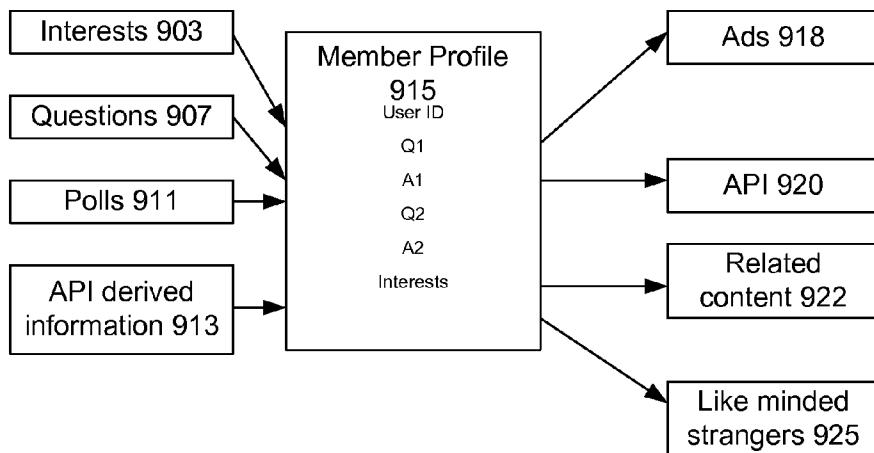 Interests 903
Questions 907
Polls 911
API derived
information 913
Member Profile
915
User ID
Q1
A1
Q2
A2
Interests
Ads 918
API 920
Related
content 922
Like minded
strangers 925